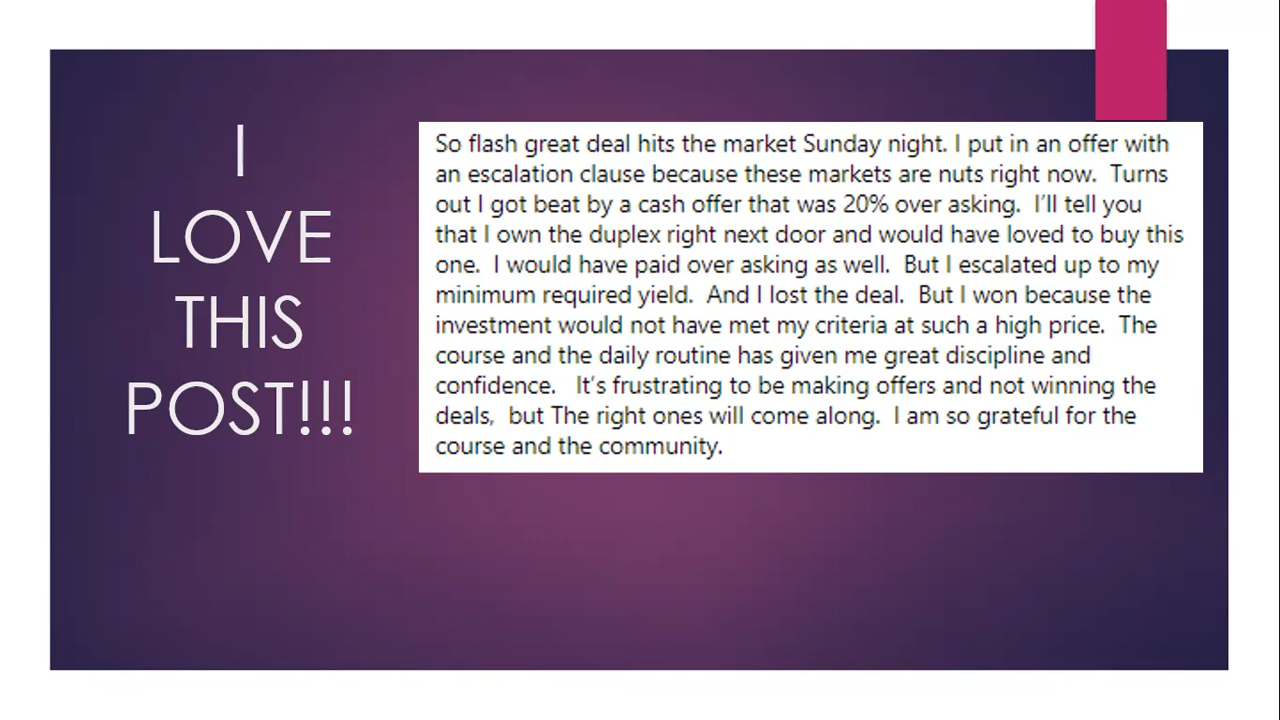 I
LOVE
THIS
POST!!!
So flash great deal hits the market Sunday night. I put in an offer with
an escalation clause because these markets are nuts right now.  Turns
out I got beat by a cash offer that was 20% over asking.  I'll tell you
that I own the duplex right next door and would have loved to buy this
one.  I would have paid over asking as well.  But I escalated up to my
minimum required yield.  And I lost the deal.  But I won because the
investment would not have met my criteria at such a high price.  The
course and the daily routine has given me great discipline and
confidence.   It's frustrating to be making offers and not winning the
deals,  but The right ones will come along.  I am so grateful for the
course and the community.